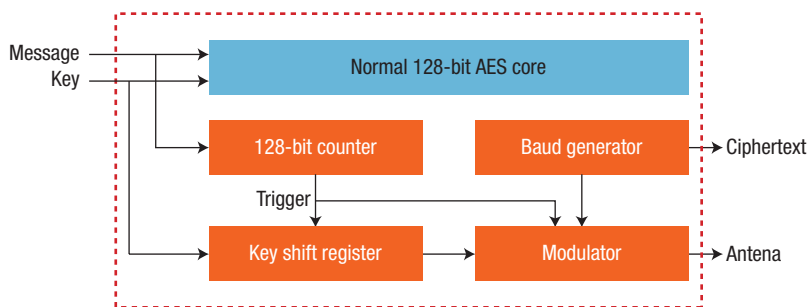 Message
Key
Normal 128-bit AES core
128-bit counter
Baud generator
Ciphertext
Trigger
Key shift register
Modulator
Antena